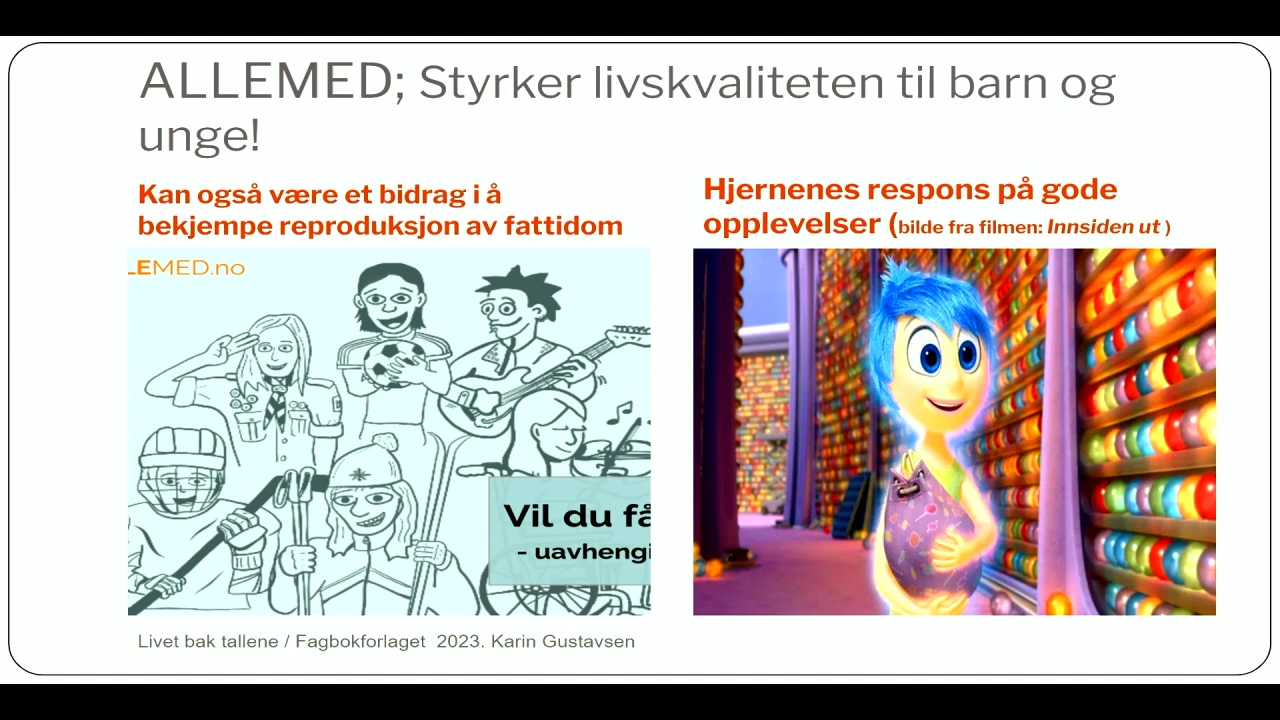 ALLEMED; Styrker livskvaliteten til barn og
unge!
Kan også være et bidrag i å
bekjempe reproduksjon av fattidom
Hjernenes respons på gode
opplevelser (bilde fra filmen: Innsiden ut )
LEMED.no
Vil du få
- uavhengi
Livet bak tallene / Fagbokforlaget 2023. Karin Gustavsen